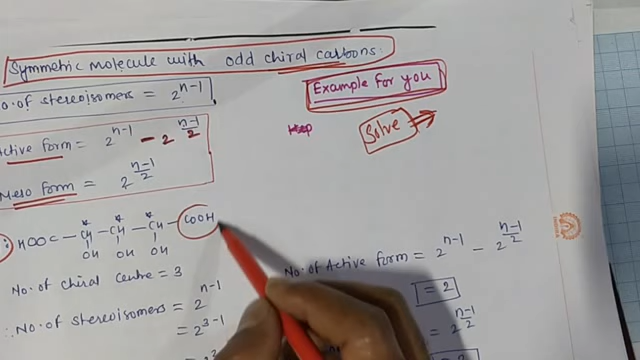 Symmetric molecule with odd chiral carbons.
No. of stereoisomers = 2^n-1
Active form = 2^n-1 - 2^n-1/2
Meso form = 2^n-1/2
Example for you
Solve
HOOC — CH — CH — CH — COOH
* * *
OH OH OH
No. of chiral centre = 3
∴ No. of stereoisomers = 2^n-1
= 2^3-1
No. of Active form = 2^n-1 - 2^n-1/2
= 2
= 2^n-1/2